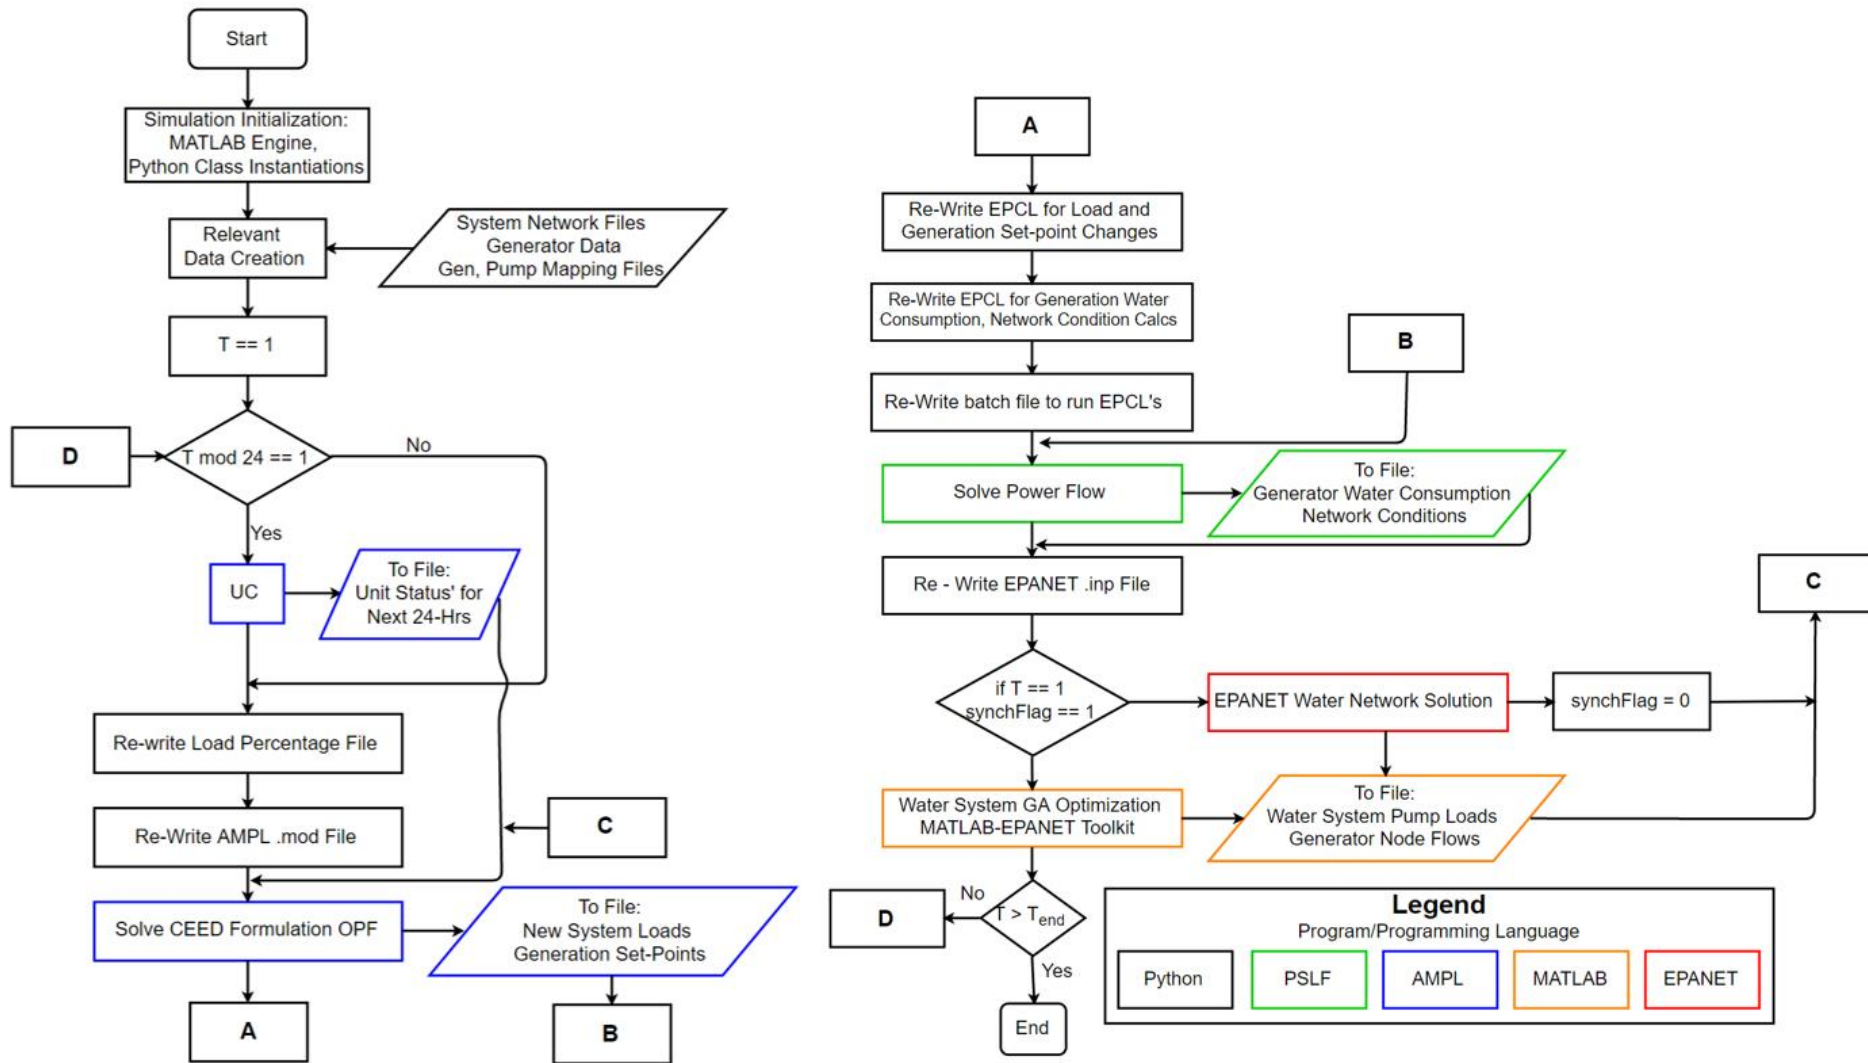 Start
Simulation Initialization:
MATLAB Engine,
Python Class Instantiations
Relevant
Data Creation
System Network Files
Generator Data
Gen, Pump Mapping Files
T == 1
D
T mod 24 == 1
No
Yes
UC
To File:
Unit Status' for
Next 24-Hrs
Re-write Load Percentage File
Re-Write AMPL .mod File
C
Solve CEED Formulation OPF
To File:
New System Loads
Generation Set-Points
A
B
A
Re-Write EPCL for Load and
Generation Set-point Changes
Re-Write EPCL for Generation Water
Consumption, Network Condition Calcs
B
Re-Write batch file to run EPCL's
Solve Power Flow
To File:
Generator Water Consumption
Network Conditions
Re - Write EPANET .inp File
C
if T == 1
synchFlag == 1
EPANET Water Network Solution
synchFlag = 0
Water System GA Optimization
MATLAB-EPANET Toolkit
To File:
Water System Pump Loads
Generator Node Flows
No
D
T > Tend
Yes
End
Legend
Program/Programming Language
Python
PSLF
AMPL
MATLAB
EPANET